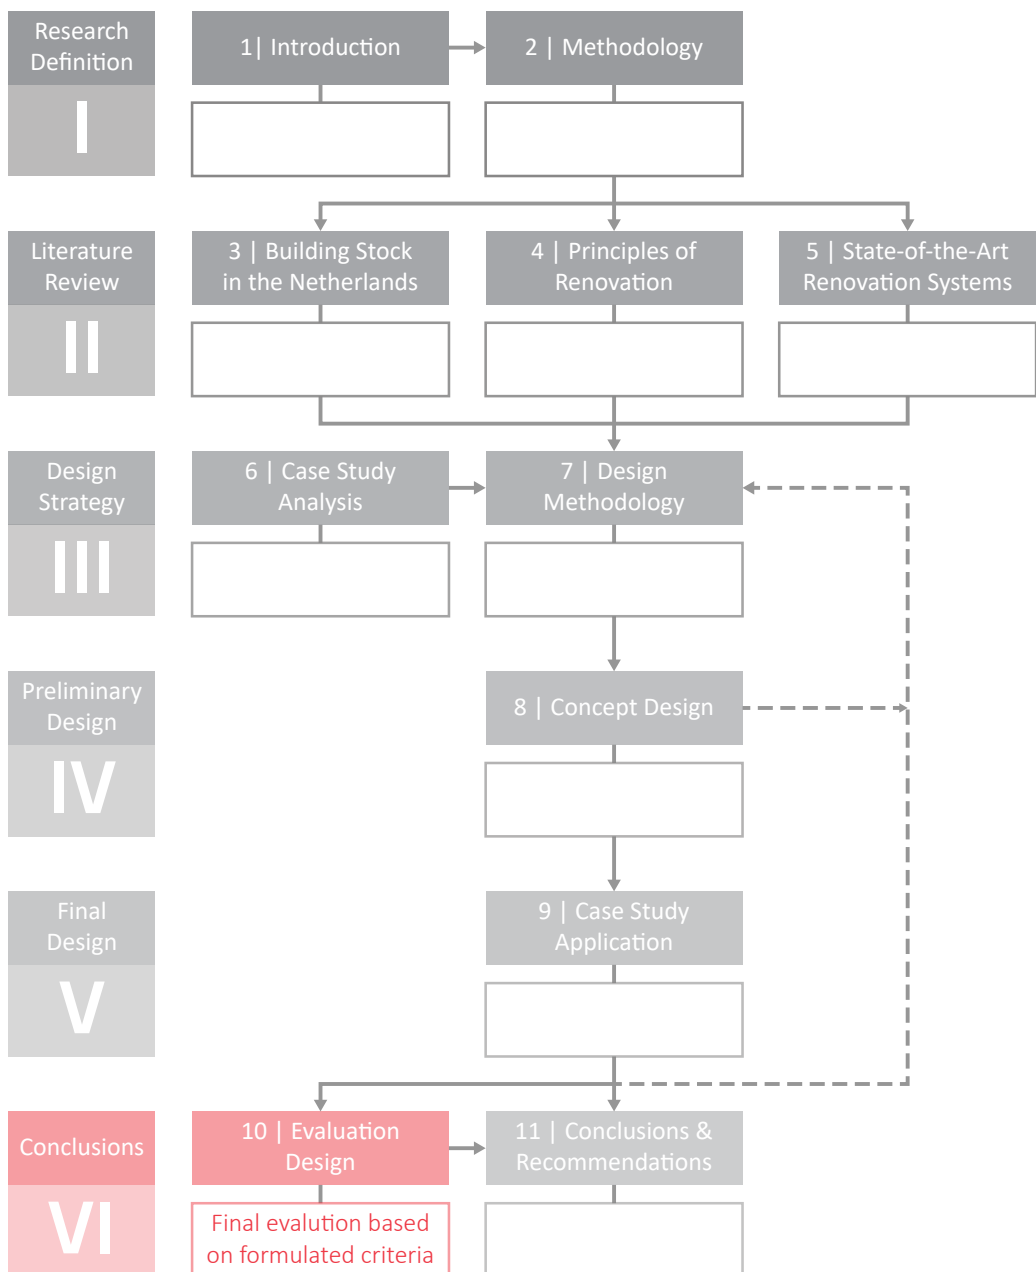 Research
Definition
I
1| Introduction
2 | Methodology
Literature
Review
II
3 | Building Stock
in the Netherlands
4 | Principles of
Renovation
5 | State-of-the-Art
Renovation Systems
Design
Strategy
III
6 | Case Study
Analysis
7 | Design
Methodology
Preliminary
Design
IV
8 | Concept Design
Final
Design
V
9 | Case Study
Application
Conclusions
VI
10 | Evaluation
Design
Final evalution based
on formulated criteria
11 | Conclusions &
Recommendations